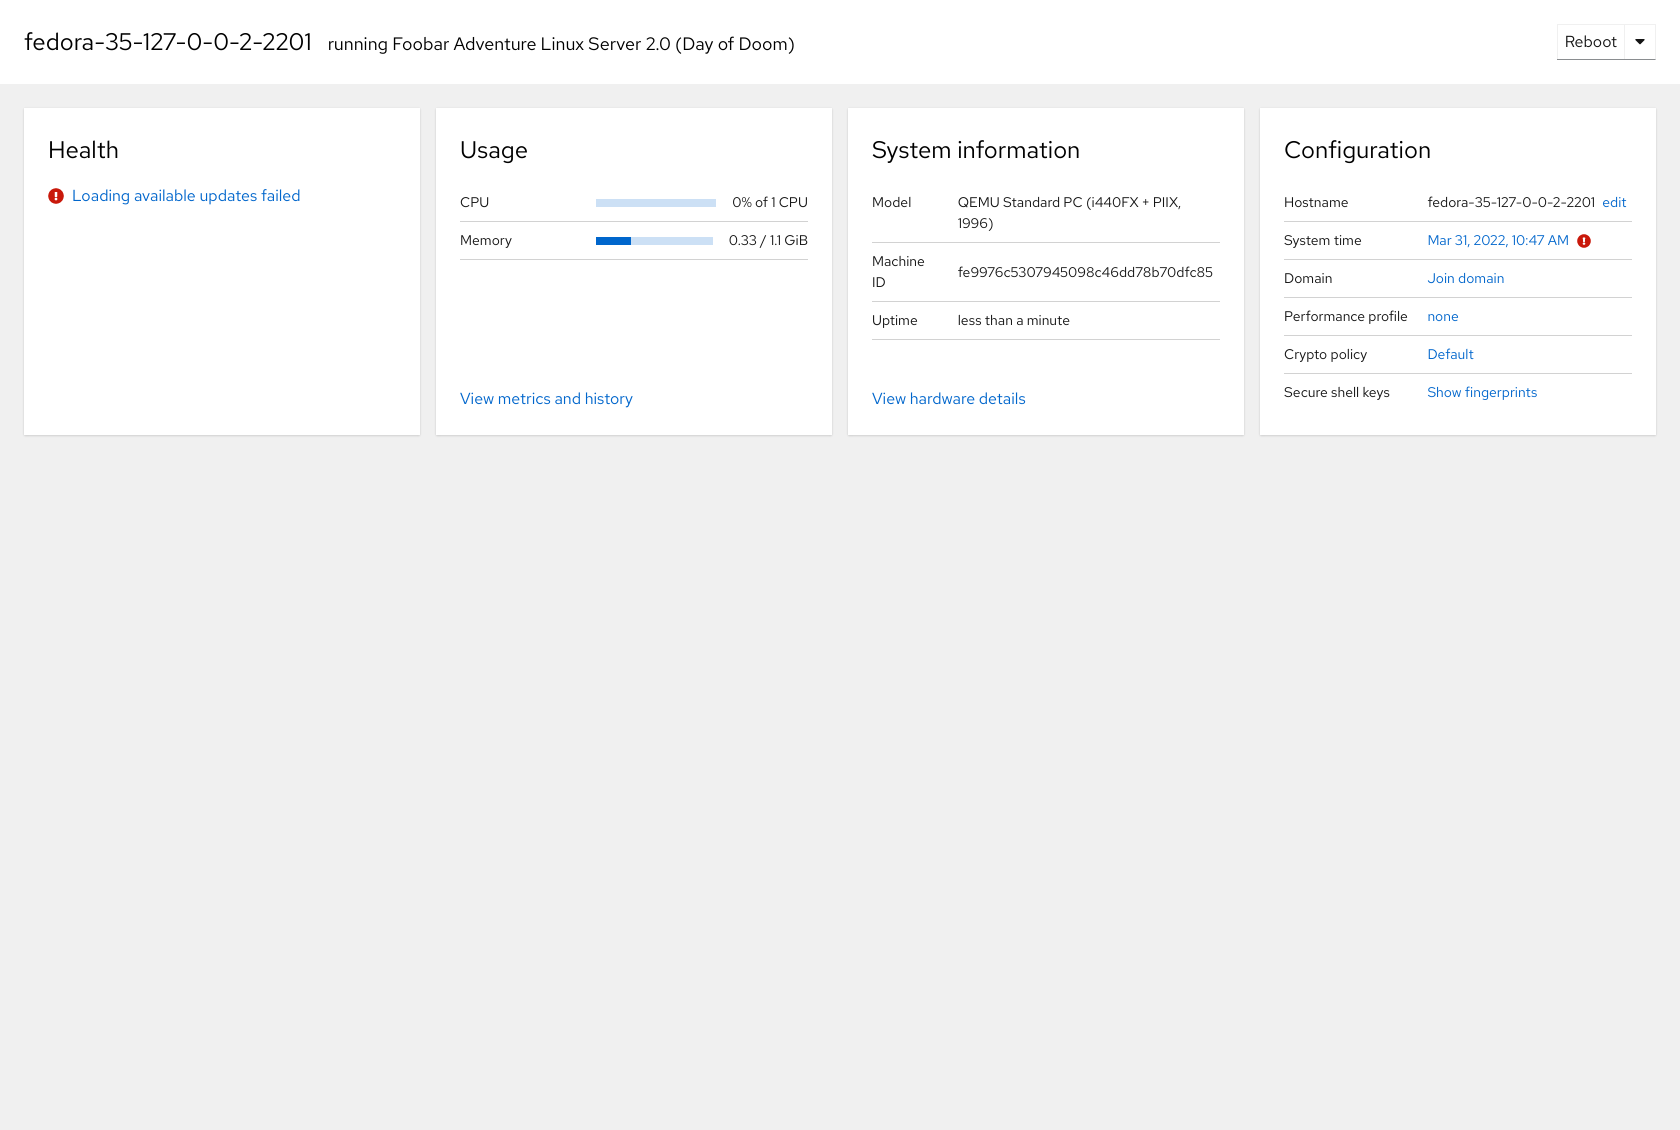 fedora-35-127-0-0-2-2201 running Foobar Adventure Linux Server 2.0 (Day of Doom)
Reboot
Health
Loading available updates failed
Usage
CPU 0% of 1 CPU
Memory 0.33 / 1.1 GiB
View metrics and history
System information
Model QEMU Standard PC (i440FX + PIIX,
1996)
Machine
ID
fe9976c5307945098c46dd78b70dfc85
Uptime less than a minute
View hardware details
Configuration
Hostname fedora-35-127-0-0-2-2201 edit
System time Mar 31, 2022, 10:47 AM
Domain Join domain
Performance profile none
Crypto policy Default
Secure shell keys Show fingerprints